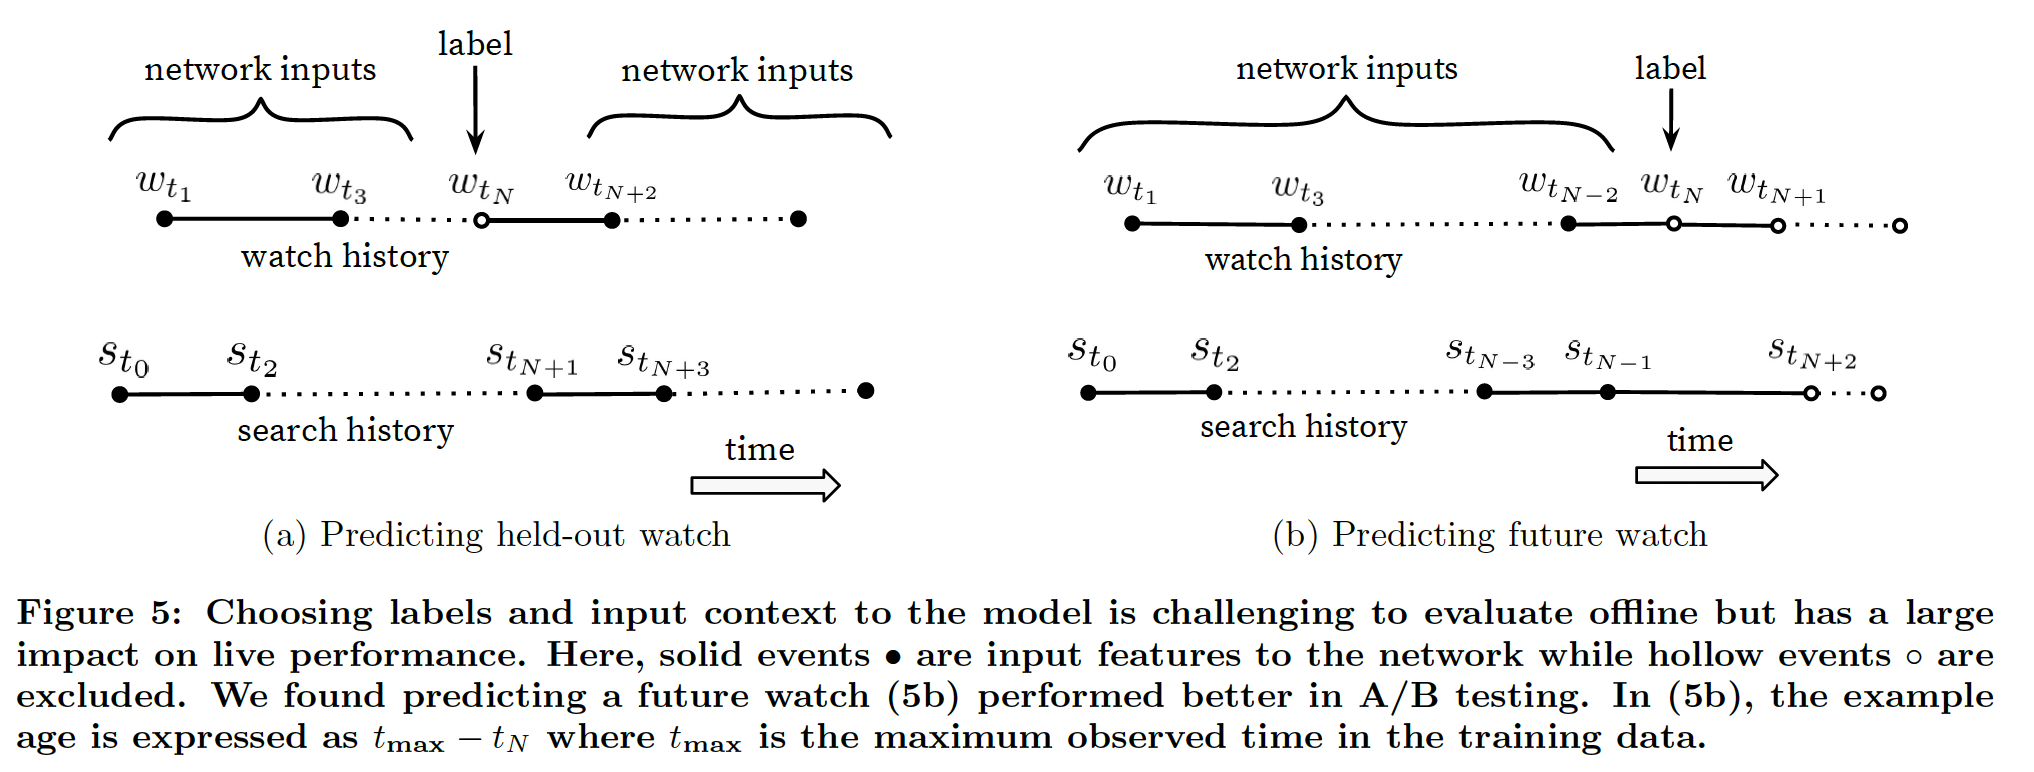 label
network inputs
network inputs
w_{t_1} w_{t_3} w_{t_N} w_{t_{N+2}}
watch history
s_{t_0} s_{t_2} s_{t_{N+1}} s_{t_{N+3}}
search history
time
(a) Predicting held-out watch
network inputs
label
w_{t_1} w_{t_3} w_{t_{N-2}} w_{t_N} w_{t_{N+1}}
watch history
s_{t_0} s_{t_2} s_{t_{N-3}} s_{t_{N-1}} s_{t_{N+2}}
search history
time
(b) Predicting future watch
Figure 5: Choosing labels and input context to the model is challenging to evaluate offline but has a large
impact on live performance. Here, solid events • are input features to the network while hollow events ◦ are
excluded. We found predicting a future watch (5b) performed better in A/B testing. In (5b), the example
age is expressed as t_{max} − t_N where t_{max} is the maximum observed time in the training data.